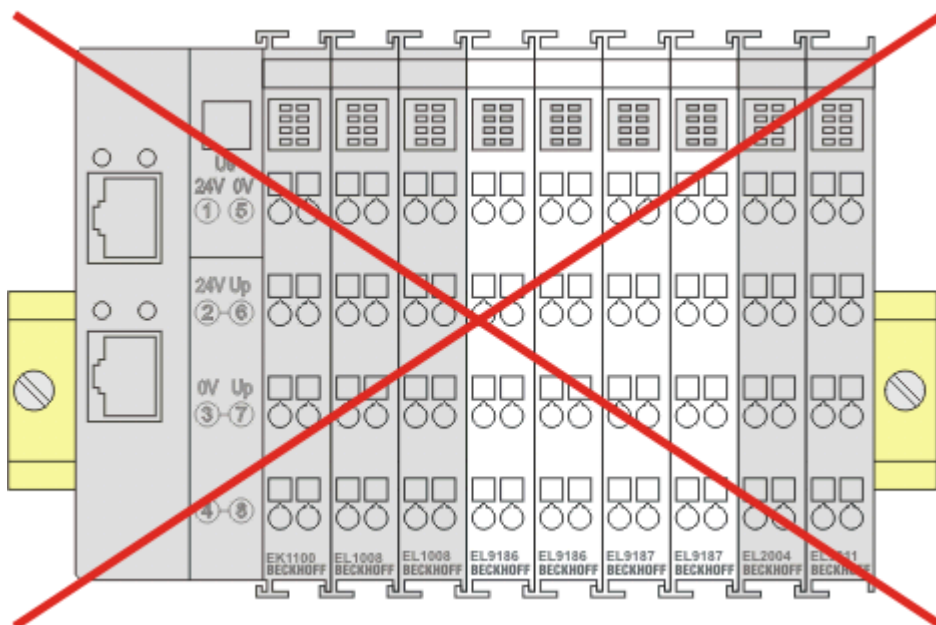 Us
24V 0V
1 5
24V Up
2 6
0V Up
3 7
4 8
EK1100 EL1008 EL1008 EL9186 EL9186 EL9187 EL9187 EL2004
BECKHOFF BECKHOFF BECKHOFF BECKHOFF BECKHOFF BECKHOFF BECKHOFF BECKHOFF BECKHOFF